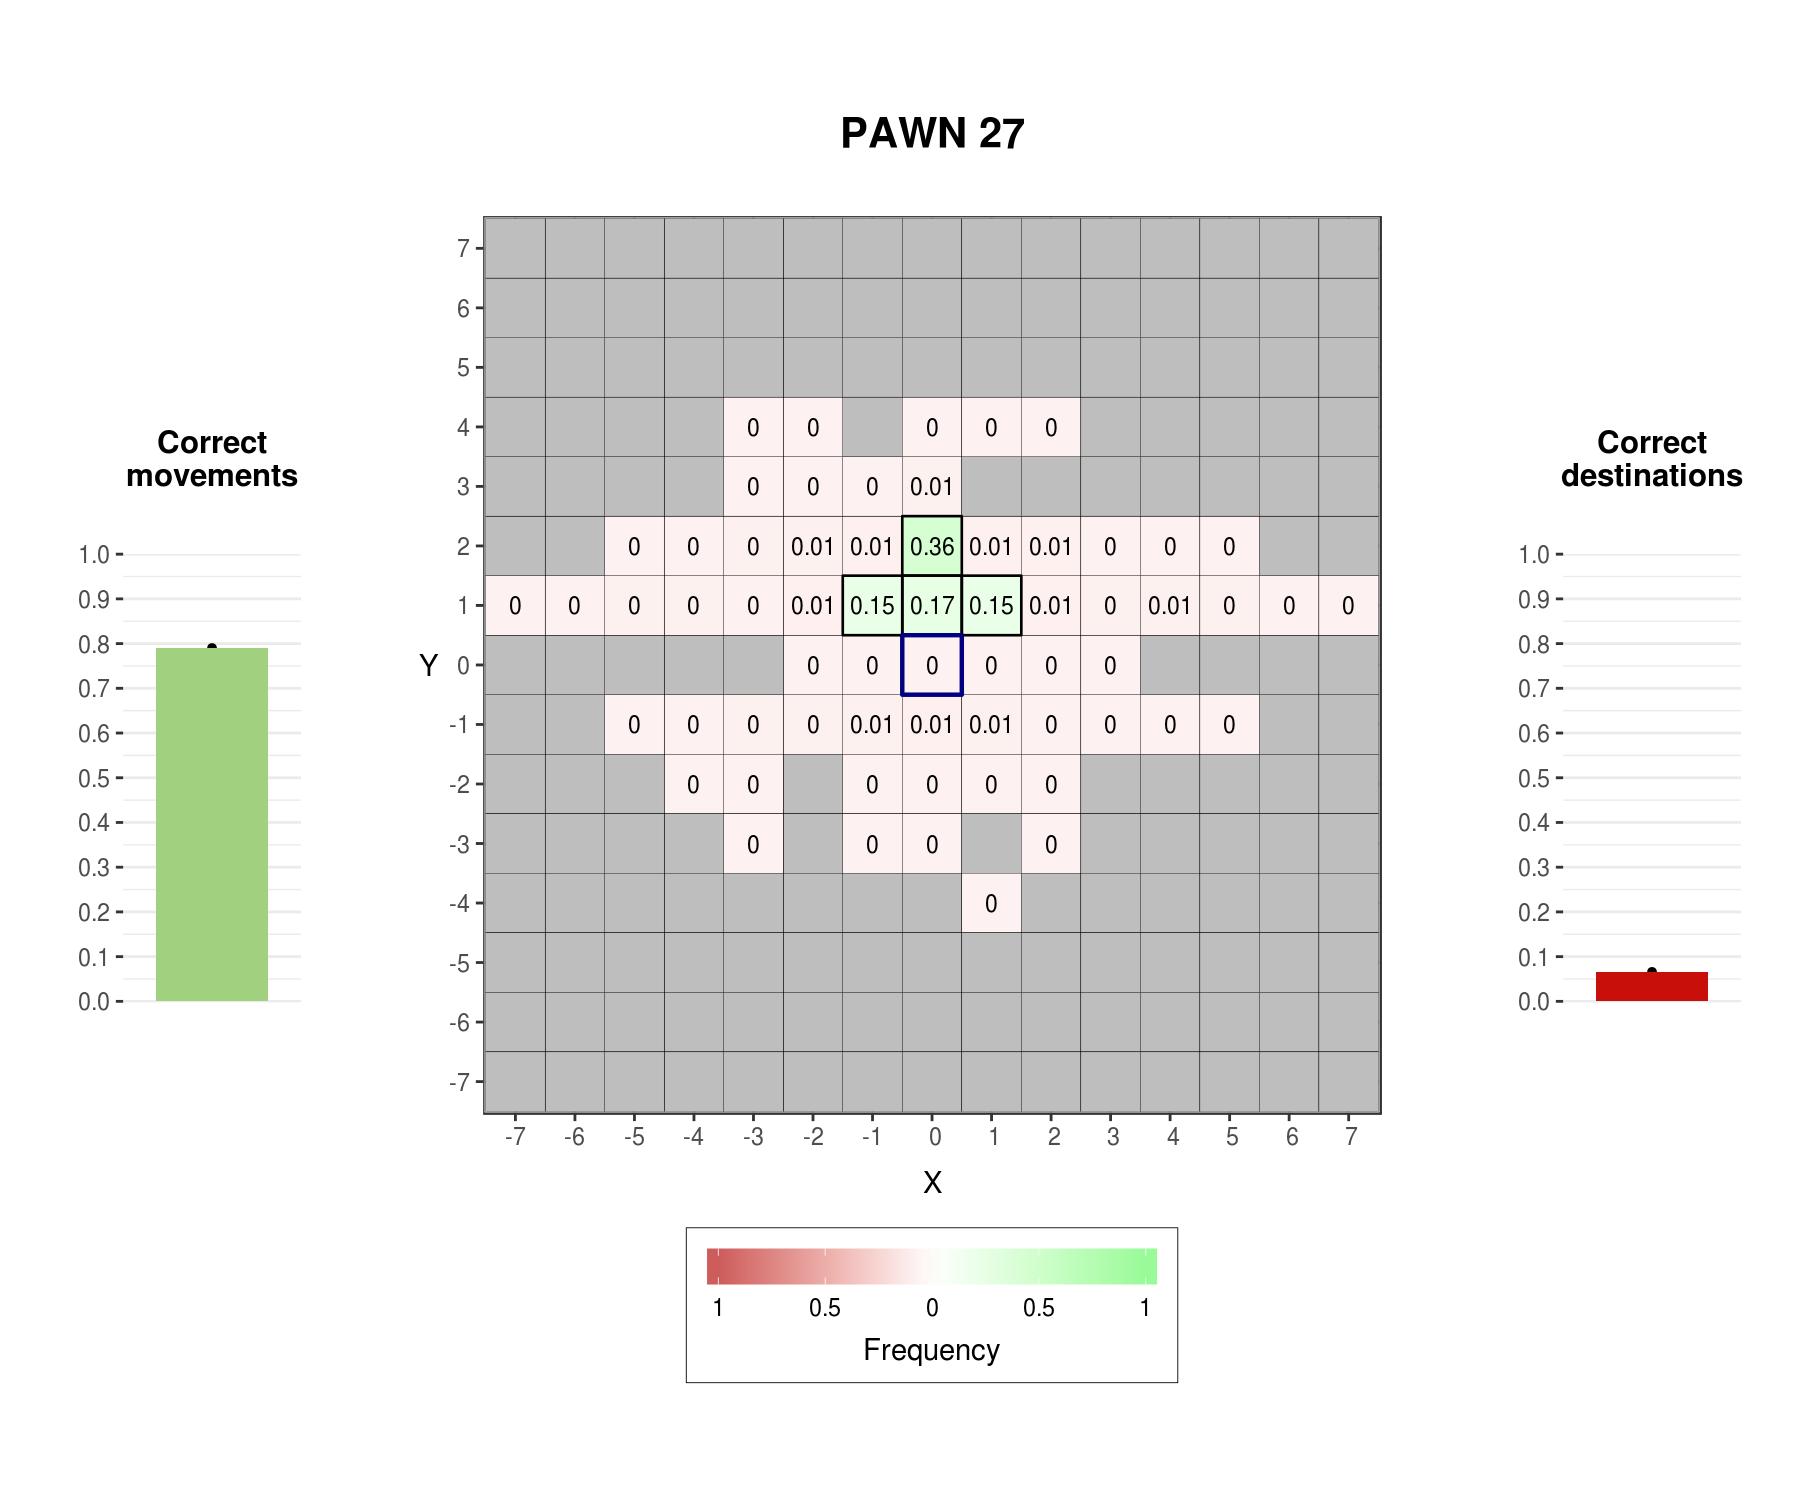 PAWN 27
Correct
movements
1.0
0.9
0.8
0.7
0.6
0.5
0.4
0.3
0.2
0.1
0.0
Y
7
6
5
4 0 0 0 0 0
3 0 0 0 0.01
2 0 0 0 0.01 0.01 0.36 0.01 0.01 0 0 0
1 0 0 0 0 0 0.01 0.15 0.17 0.15 0.01 0 0.01 0 0 0
0 0 0 0 0 0 0
-1 0 0 0 0 0.01 0.01 0.01 0 0 0 0
-2 0 0 0 0 0 0
-3 0 0 0 0
-4 0
-5
-6
-7
-7 -6 -5 -4 -3 -2 -1 0 1 2 3 4 5 6 7
X
1 0.5 0 0.5 1
Frequency
Correct
destinations
1.0
0.9
0.8
0.7
0.6
0.5
0.4
0.3
0.2
0.1
0.0